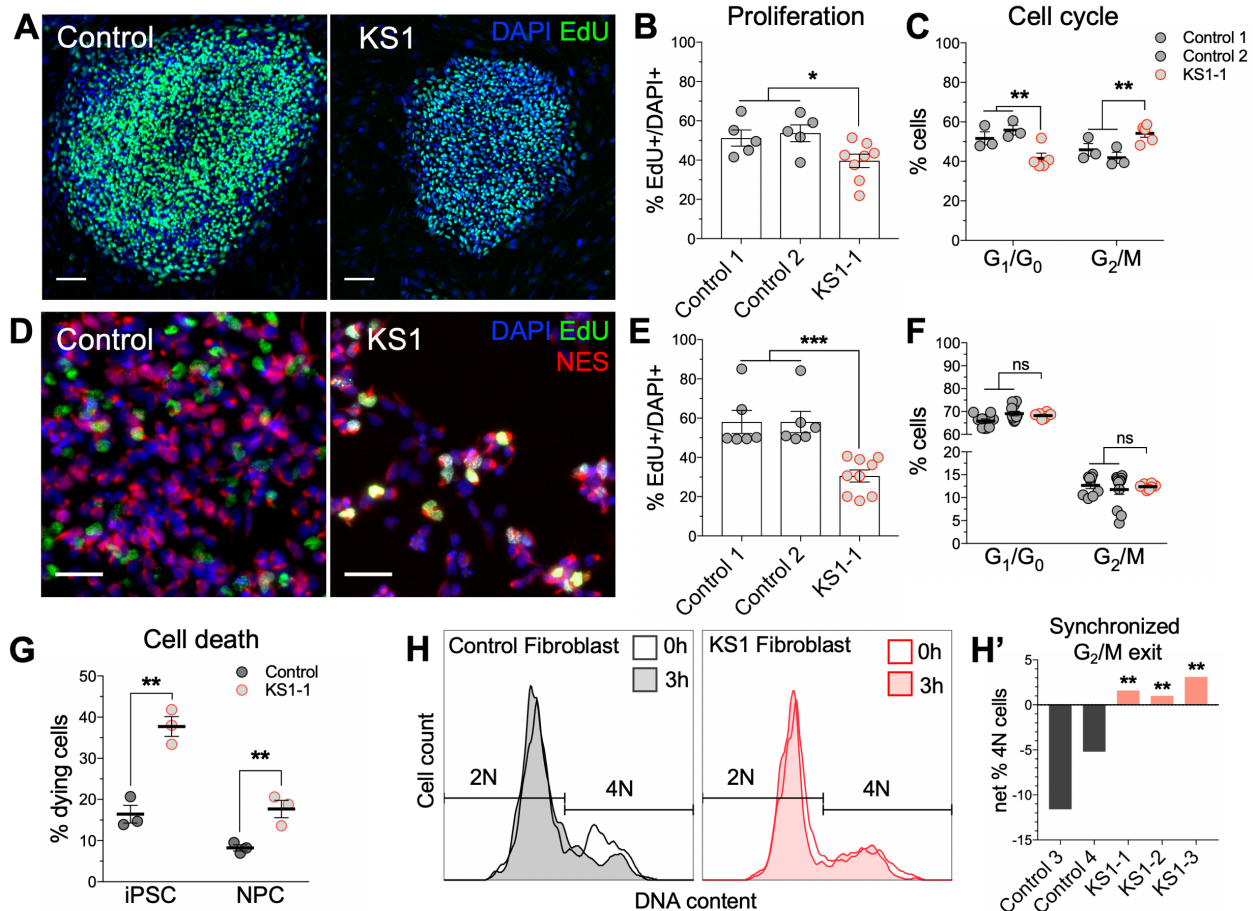 A
Control
KS1
DAPI EdU
B
Proliferation
% EdU+/DAPI+
100
80
60
40
20
0
*
Control 1
Control 2
KS1-1
C
Cell cycle
% cells
100
80
60
40
20
0
**
**
G1/G0
G2/M
Control 1
Control 2
KS1-1
D
Control
KS1
DAPI EdU
NES
E
% EdU+/DAPI+
100
80
60
40
20
0
***
Control 1
Control 2
KS1-1
F
% cells
100
90
80
70
60
20
15
10
5
0
ns
ns
G1/G0
G2/M
G
Cell death
% dying cells
50
40
30
20
10
0
**
**
Control
KS1-1
iPSC
NPC
H
Control Fibroblast
0h
3h
2N
4N
KS1 Fibroblast
0h
3h
2N
4N
Cell count
DNA content
H'
Synchronized
G2/M exit
net % 4N cells
5
0
-5
-10
-15
**
**
**
Control 3
Control 4
KS1-1
KS1-2
KS1-3